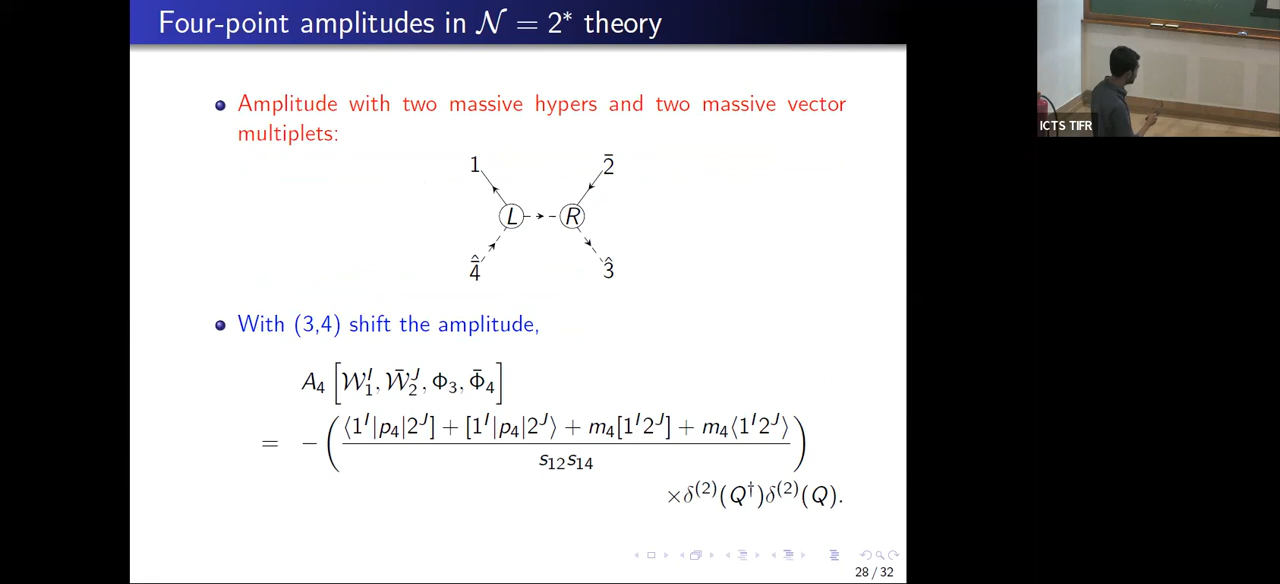 Four-point amplitudes in 𝒩 = 2* theory
Amplitude with two massive hypers and two massive vector
multiplets:
1 2̄
L R
4̄̂ 3̂
With (3,4) shift the amplitude,
A₄ [𝒲₁ᴵ, 𝒲̄₂ᴶ, Φ₃, Φ̄₄]
= − ( (⟨1ᴵ|p₄|2ᴶ] + [1ᴵ|p₄|2ᴶ⟩ + m₄[1ᴵ2ᴶ] + m₄⟨1ᴵ2ᴶ⟩) / (s₁₂s₁₄) )
×δ⁽²⁾(Q†)δ⁽²⁾(Q).
28 / 32
ICTS TIFR